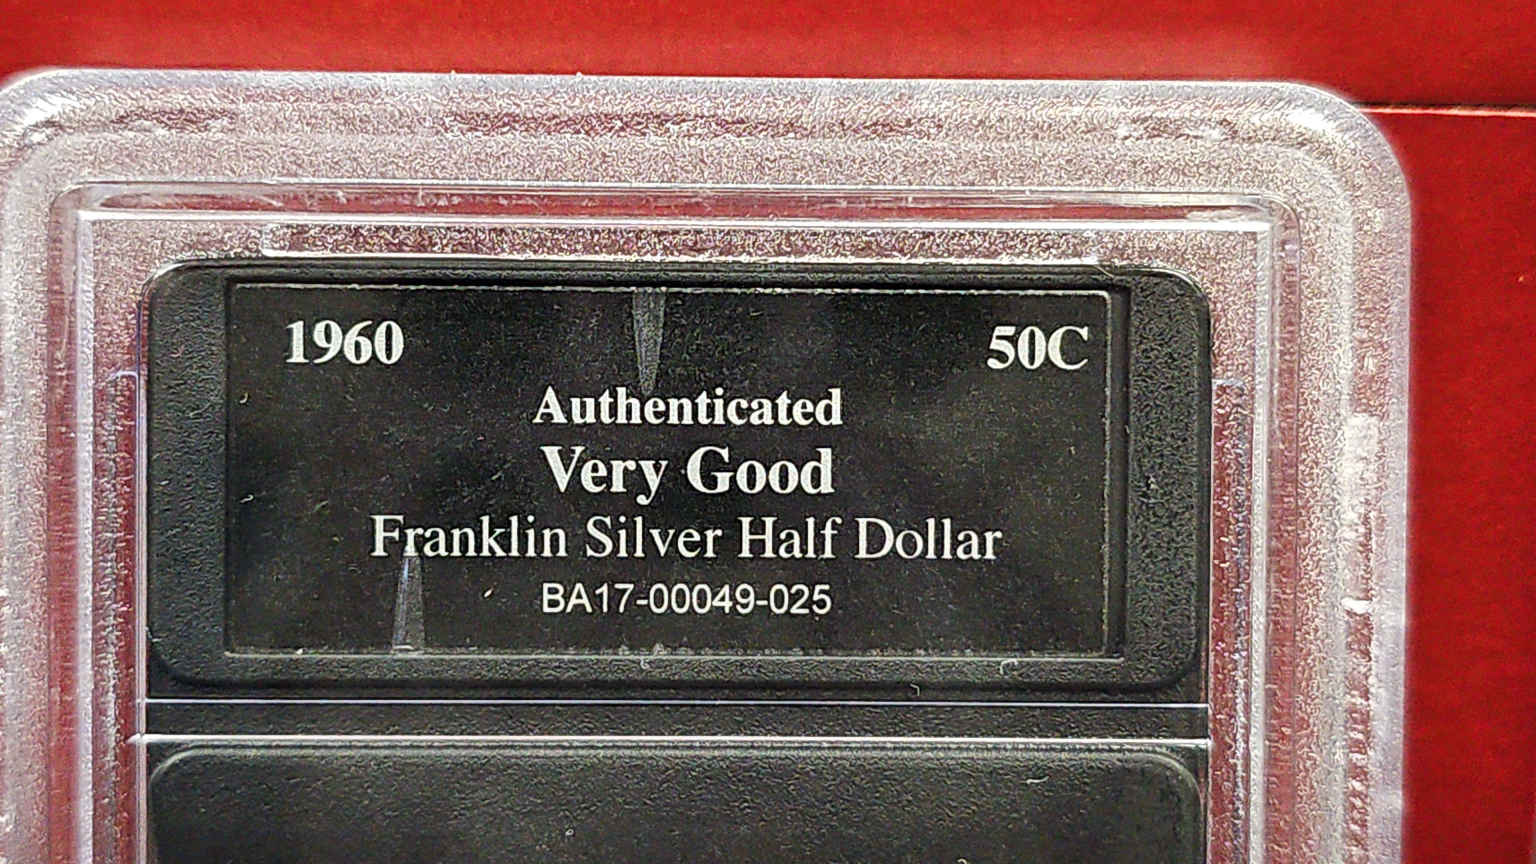 1960 50C
Authenticated
Very Good
Franklin Silver Half Dollar
BA17-00049-025